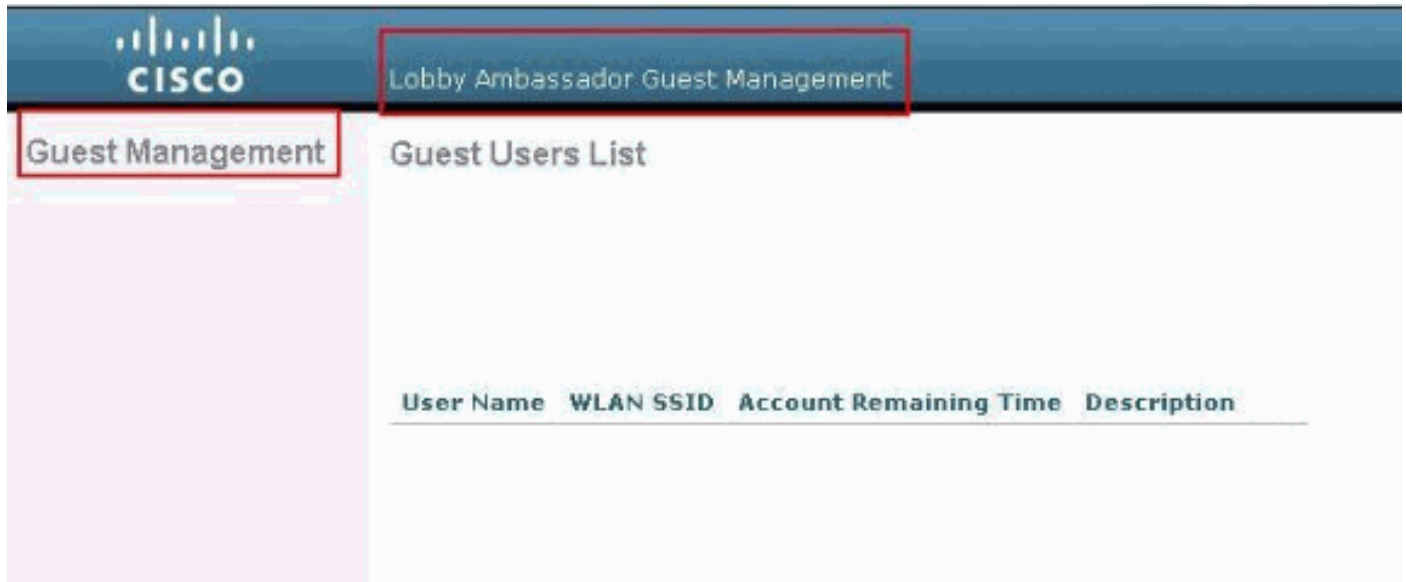 CISCO
Lobby Ambassador Guest Management
Guest Management
Guest Users List
User Name WLAN SSID Account Remaining Time Description